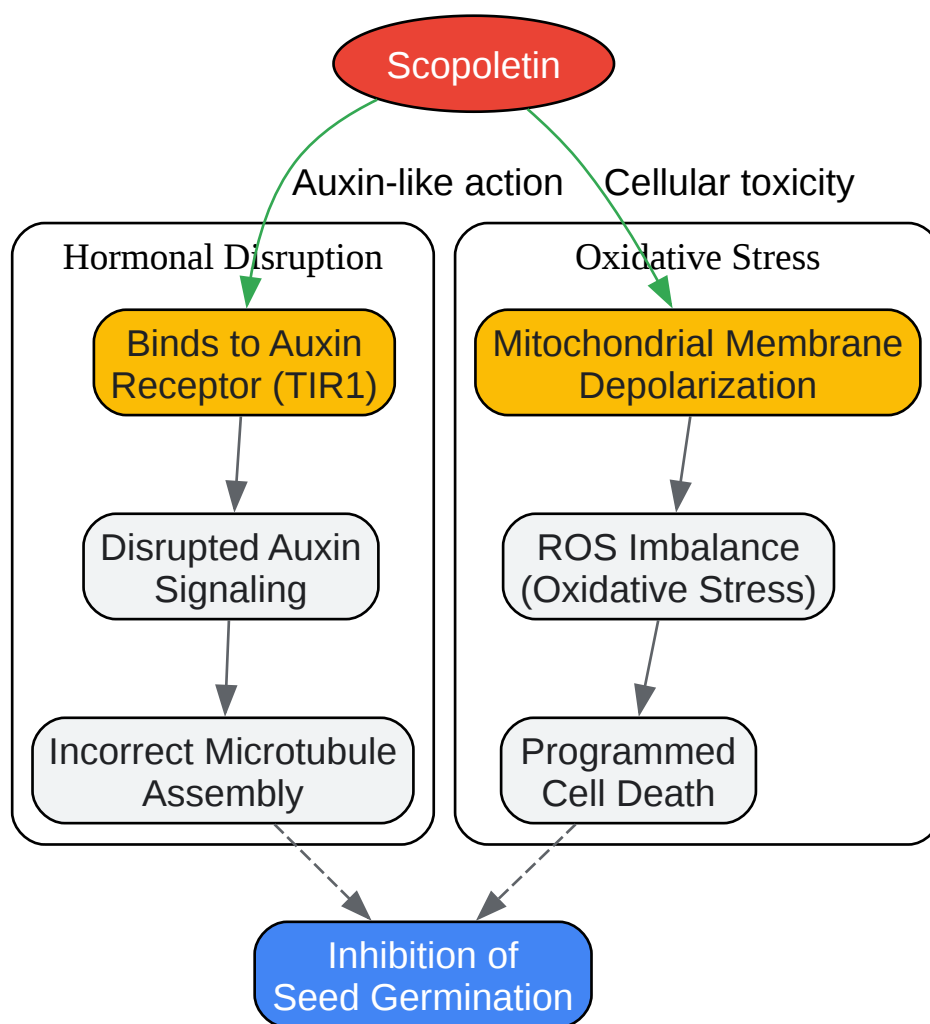 Scopoletin
Auxin-like action
Cellular toxicity
Hormonal Disruption
Binds to Auxin
Receptor (TIR1)
Disrupted Auxin
Signaling
Incorrect Microtubule
Assembly
Oxidative Stress
Mitochondrial Membrane
Depolarization
ROS Imbalance
(Oxidative Stress)
Programmed
Cell Death
Inhibition of
Seed Germination